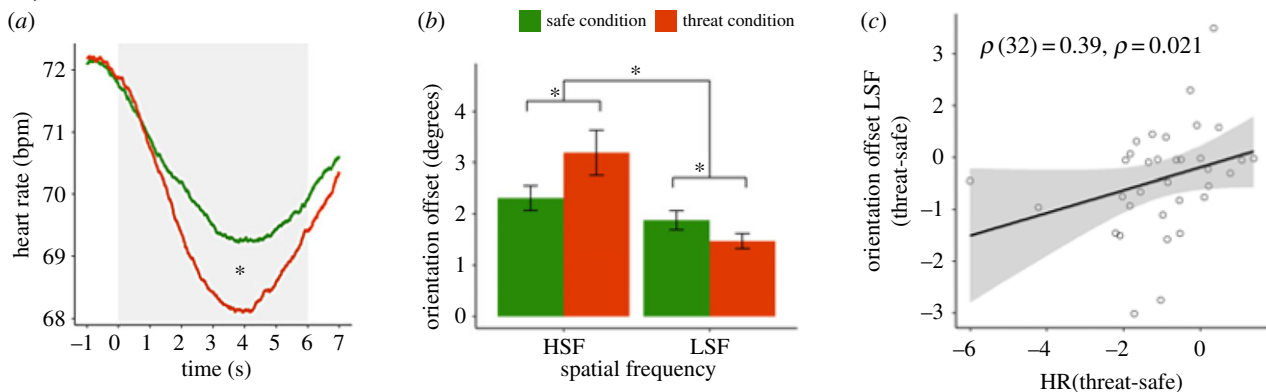 (a)
heart rate (bpm)
72
71
70
69
68
–1 0 1 2 3 4 5 6 7
time (s)
*
(b)
safe condition threat condition
orientation offset (degrees)
4
3
2
1
0
*
*
*
HSF LSF
spatial frequency
(c)
orientation offset LSF
(threat-safe)
3
2
1
0
–1
–2
–3
ρ (32) = 0.39, ρ = 0.021
–6 –4 –2 0
HR(threat-safe)